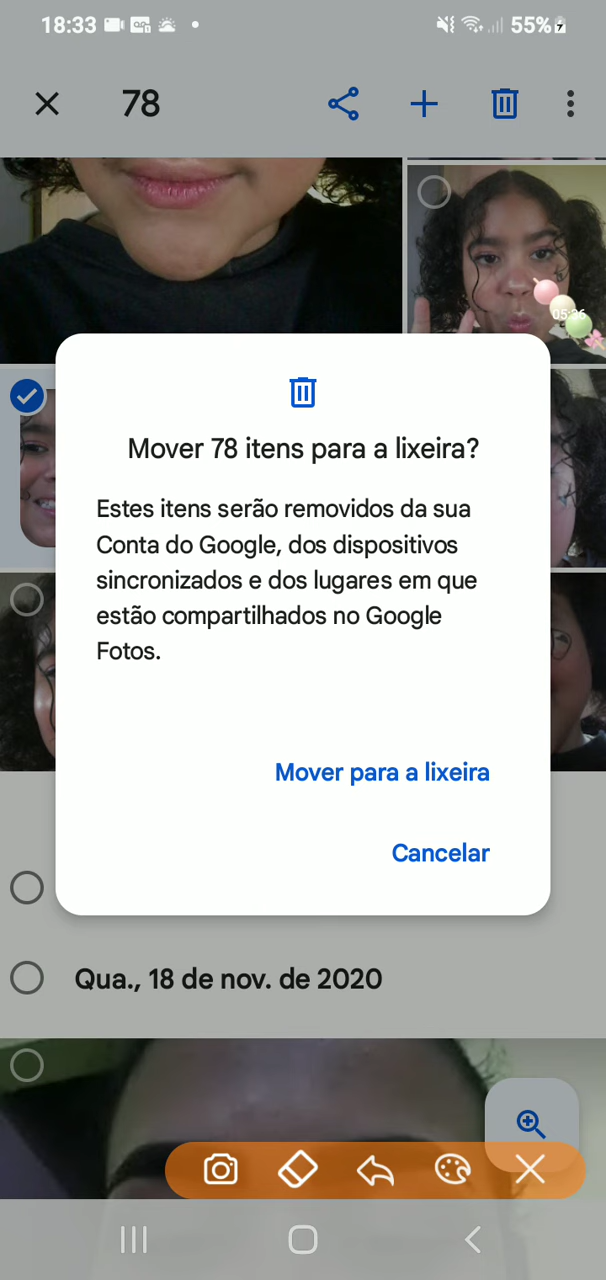 18:33
55%
78
05:36
Mover 78 itens para a lixeira?
Estes itens serão removidos da sua
Conta do Google, dos dispositivos
sincronizados e dos lugares em que
estão compartilhados no Google
Fotos.
Mover para a lixeira
Cancelar
Qua., 18 de nov. de 2020